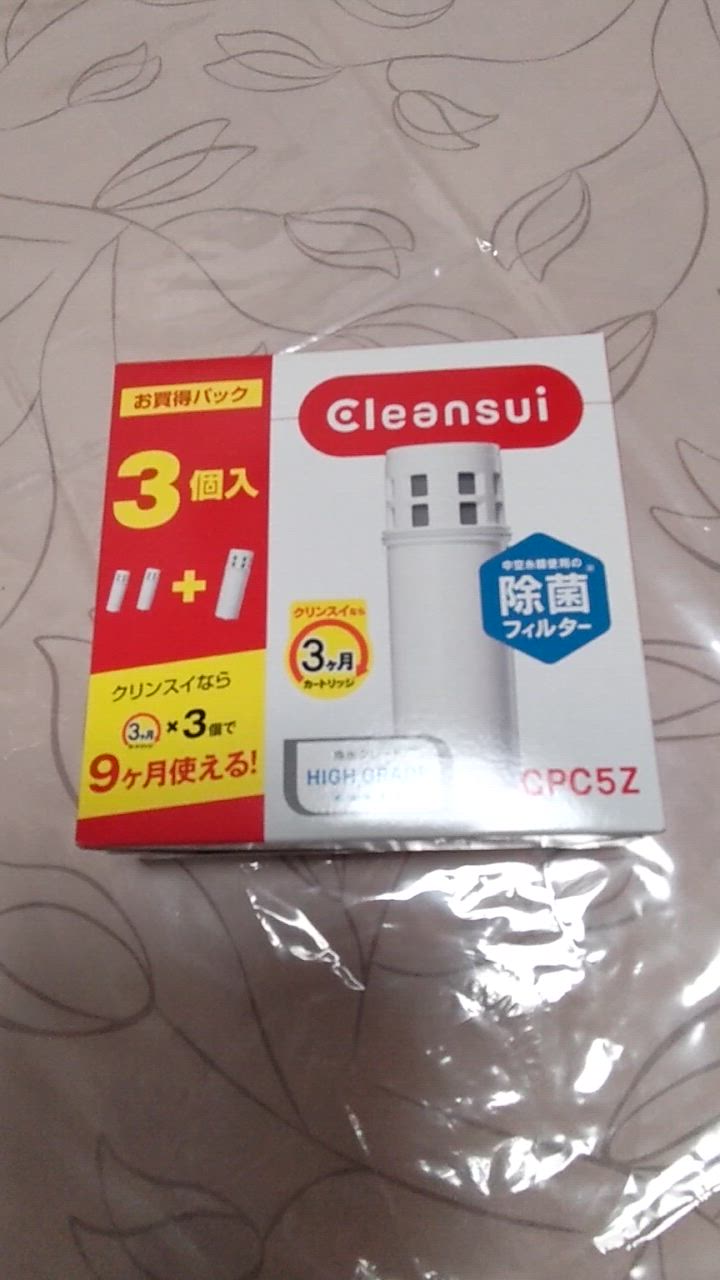 お買得パック
3個入
+
クリンスイなら
3ヶ月
×3個で
9ヶ月使える!
Cleansui
中空糸膜使用の※
除菌
フィルター
クリンスイなら
3ヶ月
カートリッジ
HIGH GRADE
CPC5Z